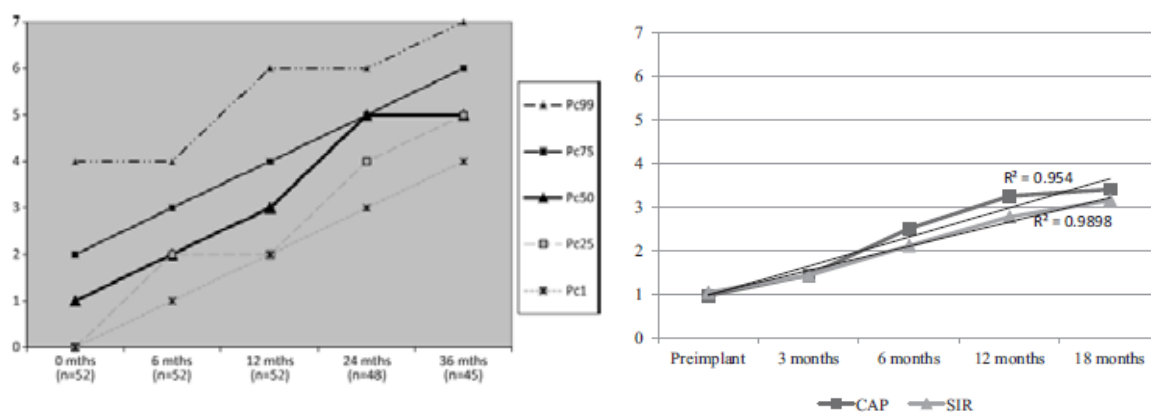 7
6
5
4
3
2
1
0
0 mths 6 mths 12 mths 24 mths 36 mths
(n=52) (n=52) (n=52) (n=48) (n=45)
Pc99
Pc75
Pc50
Pc25
Pc1
7
6
5
4
3
2
1
0
R² = 0.954
R² = 0.9898
Preimplant 3 months 6 months 12 months 18 months
CAP SIR